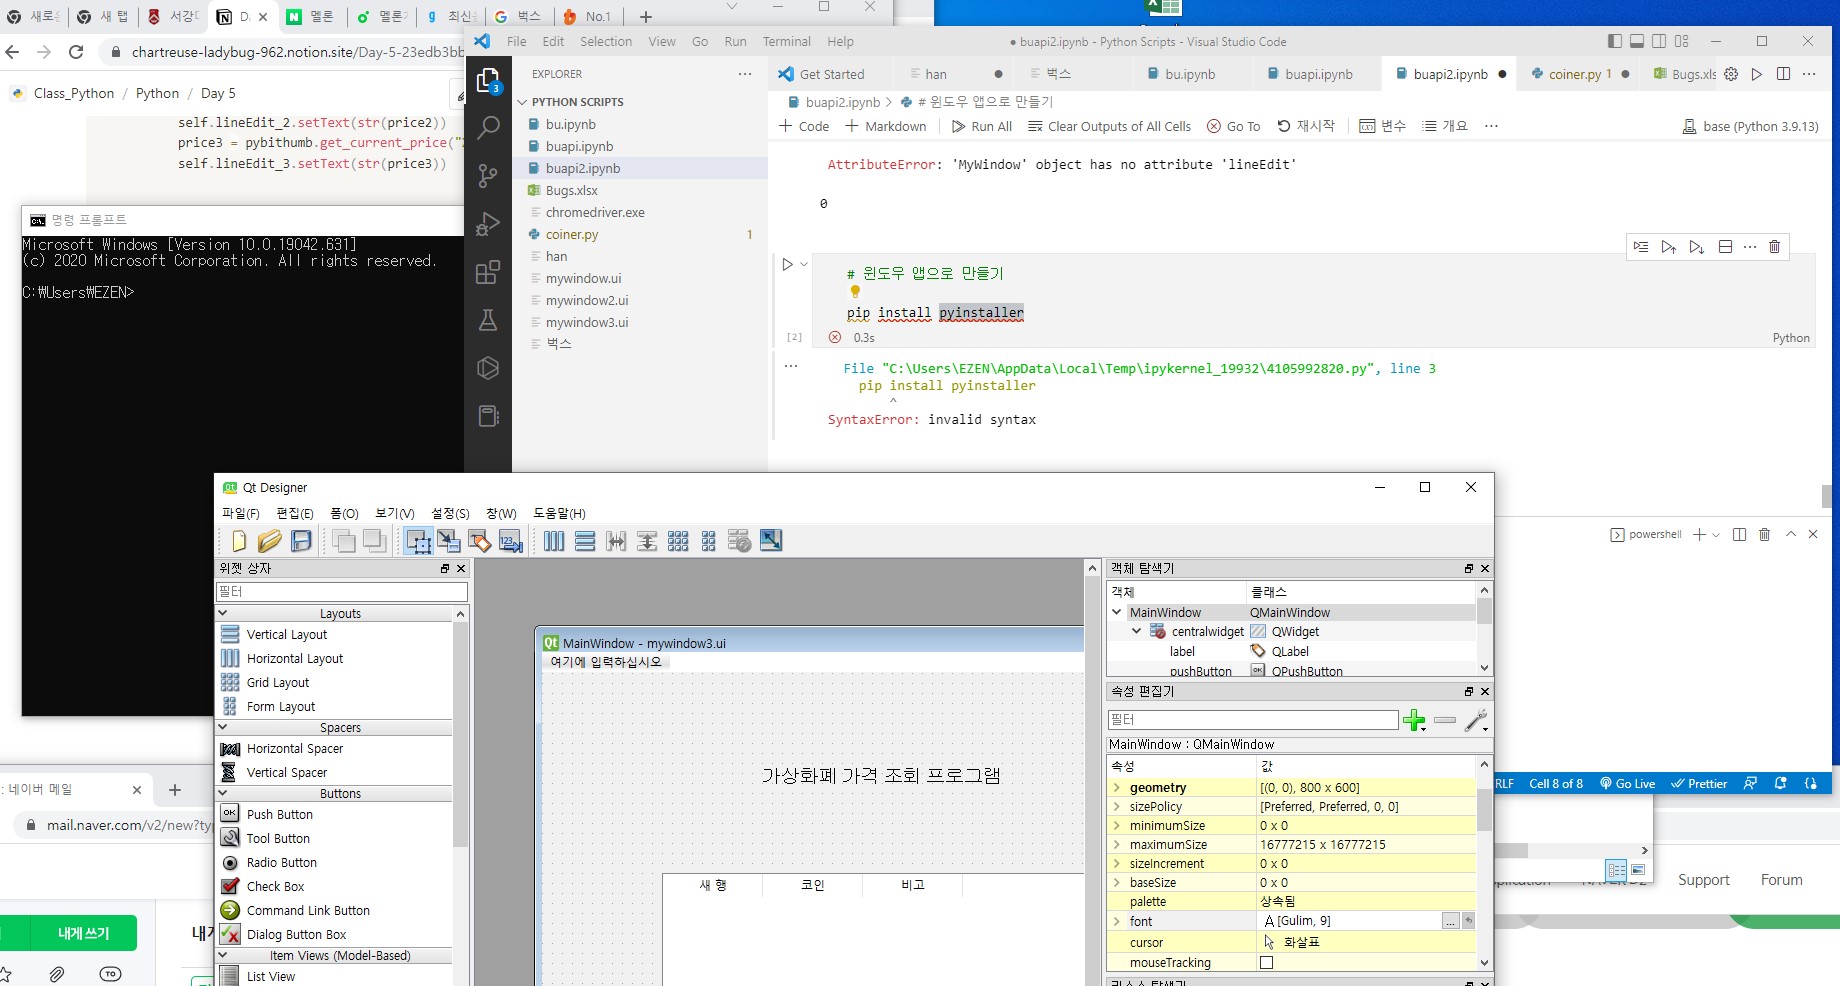 새로운
새 탭
서강대
멜론
멜론
최신
벅스
No.1
chartreuse-ladybug-962.notion.site/Day-5-23edb3bb
Class_Python / Python / Day 5
self.lineEdit_2.setText(str(price2))
price3 = pybithumb.get_current_price("
self.lineEdit_3.setText(str(price3))
명령 프롬프트
Microsoft Windows [Version 10.0.19042.631]
(c) 2020 Microsoft Corporation. All rights reserved.
C:₩Users₩EZEN>
File Edit Selection View Go Run Terminal Help
● buapi2.ipynb - Python Scripts - Visual Studio Code
EXPLORER
3
PYTHON SCRIPTS
bu.ipynb
buapi.ipynb
buapi2.ipynb
Bugs.xlsx
chromedriver.exe
coiner.py 1
han
mywindow.ui
mywindow2.ui
mywindow3.ui
벅스
Get Started
han
벅스
bu.ipynb
buapi.ipynb
buapi2.ipynb
coiner.py 1
Bugs.xls
buapi2.ipynb > # 윈도우 앱으로 만들기
+ Code + Markdown Run All Clear Outputs of All Cells Go To 재시작 변수 개요 ···
base (Python 3.9.13)
AttributeError: 'MyWindow' object has no attribute 'lineEdit'
0
# 윈도우 앱으로 만들기
pip install pyinstaller
[2] 0.3s
Python
File "C:\Users\EZEN\AppData\Local\Temp\ipykernel_19932\4105992820.py", line 3
pip install pyinstaller
^
SyntaxError: invalid syntax
powershell
Qt Designer
파일(F) 편집(E) 폼(O) 보기(V) 설정(S) 창(W) 도움말(H)
위젯 상자
필터
Layouts
Vertical Layout
Horizontal Layout
Grid Layout
Form Layout
Spacers
Horizontal Spacer
Vertical Spacer
Buttons
Push Button
Tool Button
Radio Button
Check Box
Command Link Button
Dialog Button Box
Item Views (Model-Based)
List View
MainWindow - mywindow3.ui
여기에 입력하십시오
가상화폐 가격 조회 프로그램
새 행 코인 비고
객체 탐색기
객체 클래스
MainWindow QMainWindow
centralwidget QWidget
label QLabel
pushButton QPushButton
속성 편집기
필터
MainWindow : QMainWindow
속성 값
geometry [(0, 0), 800 x 600]
sizePolicy [Preferred, Preferred, 0, 0]
minimumSize 0 x 0
maximumSize 16777215 x 16777215
sizeIncrement 0 x 0
baseSize 0 x 0
palette 상속됨
font A [Gulim, 9]
cursor 화살표
mouseTracking
리소스 탐색기
RLF Cell 8 of 8 Go Live Prettier
Support Forum
: 네이버 메일
mail.naver.com/v2/new?ty
내게 쓰기
TO